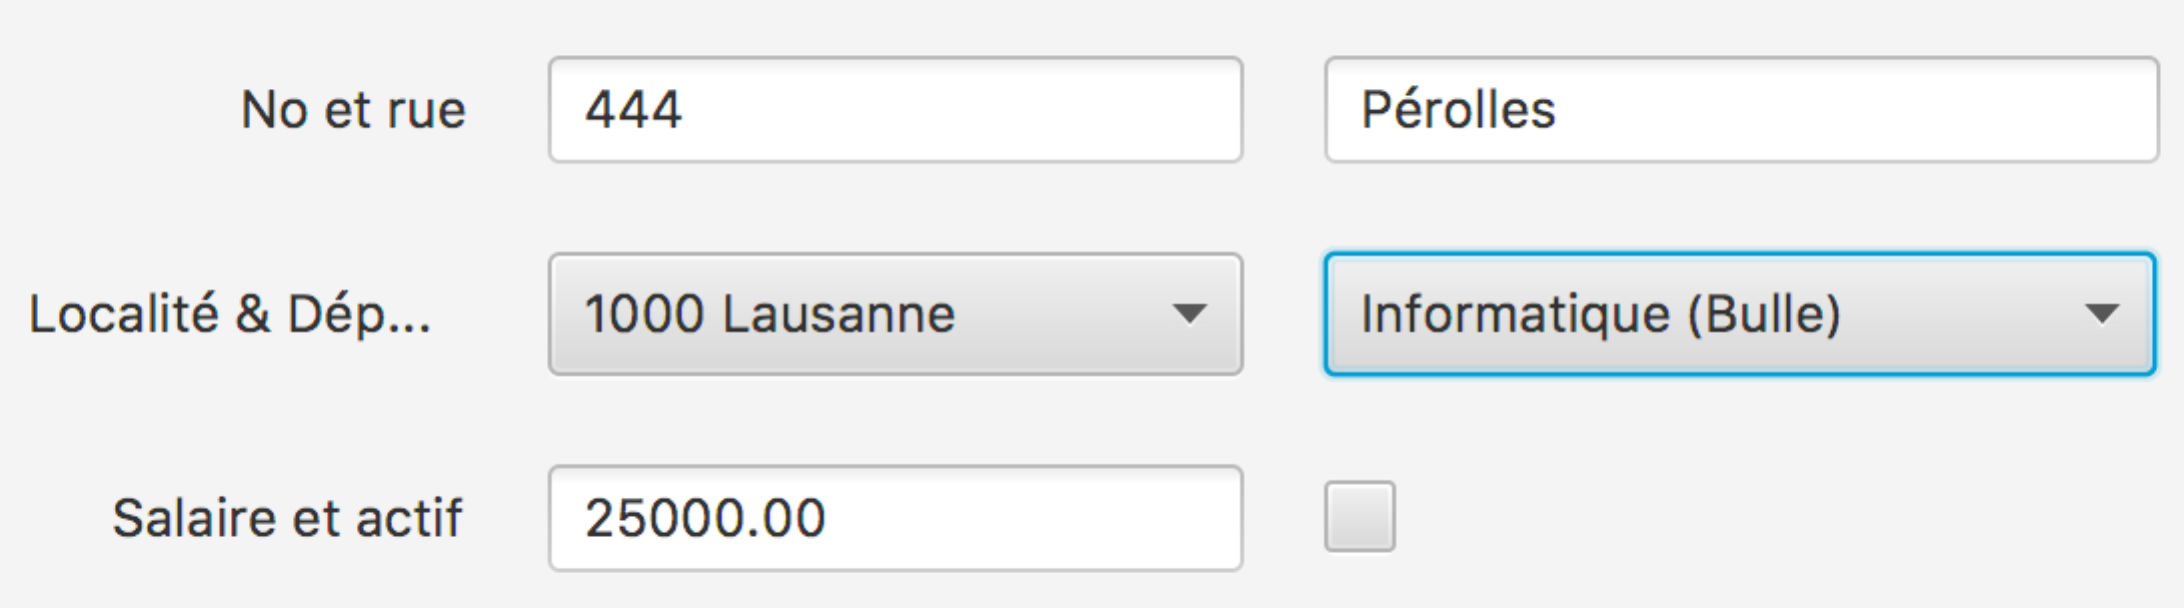 No et rue 444 Pérolles
Localité & Dép... 1000 Lausanne Informatique (Bulle)
Salaire et actif 25000.00